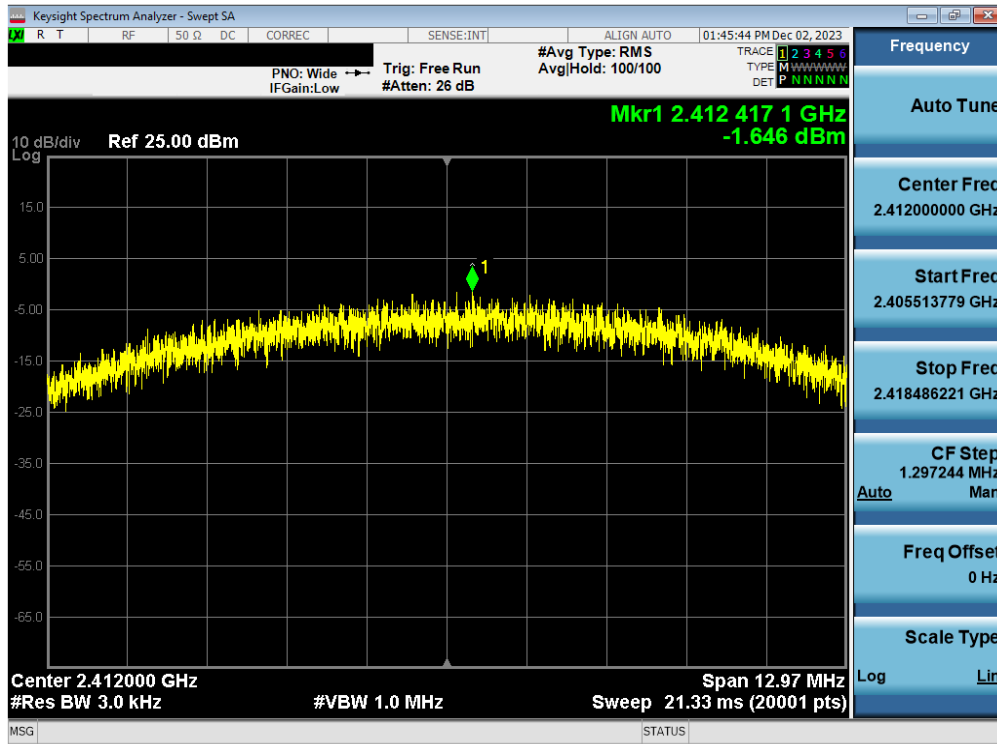 Keysight Spectrum Analyzer - Swept SA
LXI R T RF 50 Ω DC CORREC SENSE:INT ALIGN AUTO 01:45:44 PM Dec 02, 2023
PNO: Wide
IFGain:Low
Trig: Free Run
#Atten: 26 dB
#Avg Type: RMS
Avg|Hold: 100/100
TRACE 1 2 3 4 5 6
TYPE M W W W W W
DET P N N N N N
Mkr1 2.412 417 1 GHz
-1.646 dBm
10 dB/div Ref 25.00 dBm
Log
15.0
5.00
1
-5.00
-15.0
-25.0
-35.0
-45.0
-55.0
-65.0
Center 2.412000 GHz Span 12.97 MHz
#Res BW 3.0 kHz #VBW 1.0 MHz Sweep 21.33 ms (20001 pts)
MSG STATUS
Frequency
Auto Tune
Center Freq
2.412000000 GHz
Start Freq
2.405513779 GHz
Stop Freq
2.418486221 GHz
CF Step
1.297244 MHz
Auto Man
Freq Offset
0 Hz
Scale Type
Log Lin